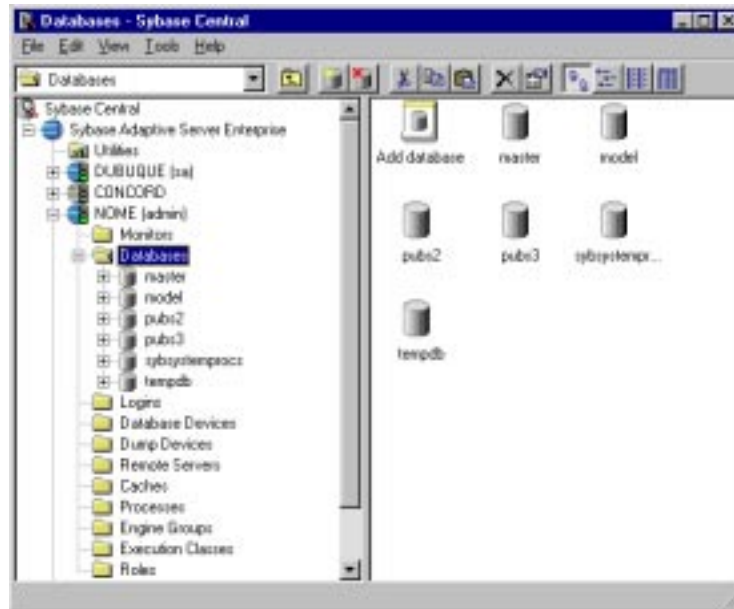 Databases - Sybase Central
File Edit View Tools Help
Databases
Sybase Central
Sybase Adaptive Server Enterprise
Utilities
DUBUQUE (sa)
CONCORD
NOME (admin)
Monitors
Databases
master
model
pubs2
pubs3
sybsystemprocs
tempdb
Logins
Database Devices
Dump Devices
Remote Servers
Caches
Processes
Engine Groups
Execution Classes
Roles
Add database master model
pubs2 pubs3 sybsystempr...
tempdb